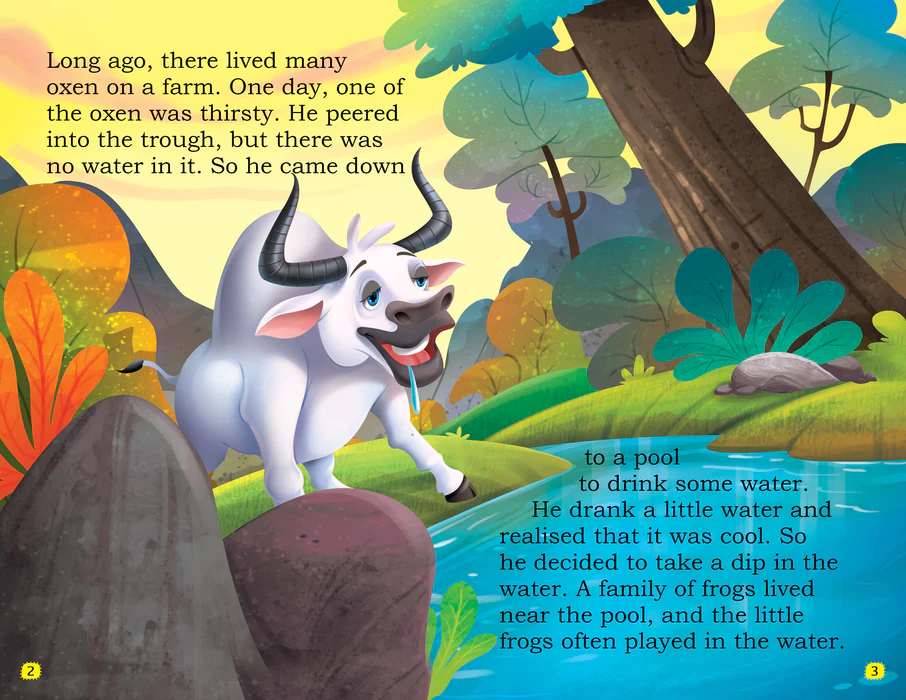 Long ago, there lived many
oxen on a farm. One day, one of
the oxen was thirsty. He peered
into the trough, but there was
no water in it. So he came down
to a pool
to drink some water.
He drank a little water and
realised that it was cool. So
he decided to take a dip in the
water. A family of frogs lived
near the pool, and the little
frogs often played in the water.
2
3